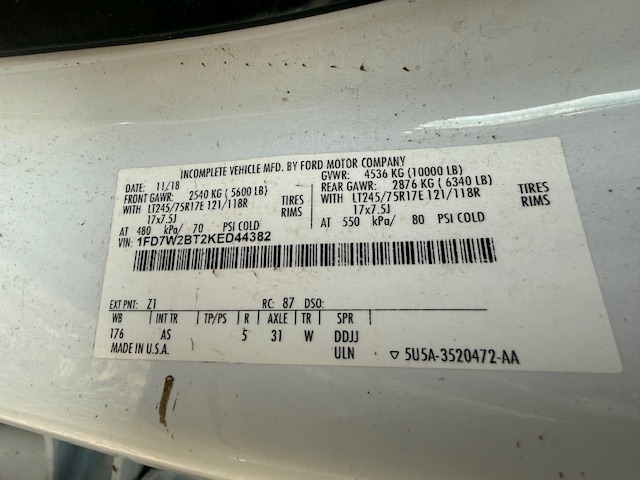 INCOMPLETE VEHICLE MFD. BY FORD MOTOR COMPANY
DATE: 11/18 GVWR: 4536 KG (10000 LB)
FRONT GAWR: 2540 KG ( 5600 LB) REAR GAWR: 2876 KG ( 6340 LB)
WITH LT245/75R17E 121/118R TIRES WITH LT245/75R17E 121/118R TIRES
17x7.5J RIMS 17x7.5J RIMS
AT 480 kPa/ 70 PSI COLD AT 550 kPa/ 80 PSI COLD
VIN: 1FD7W2BT2KED44382
EXT PNT: Z1 RC: 87 DSO:
WB INT TR TP/PS R AXLE TR SPR
176 AS 5 31 W DDJJ
MADE IN U.S.A. ULN ▽ 5U5A-3520472-AA